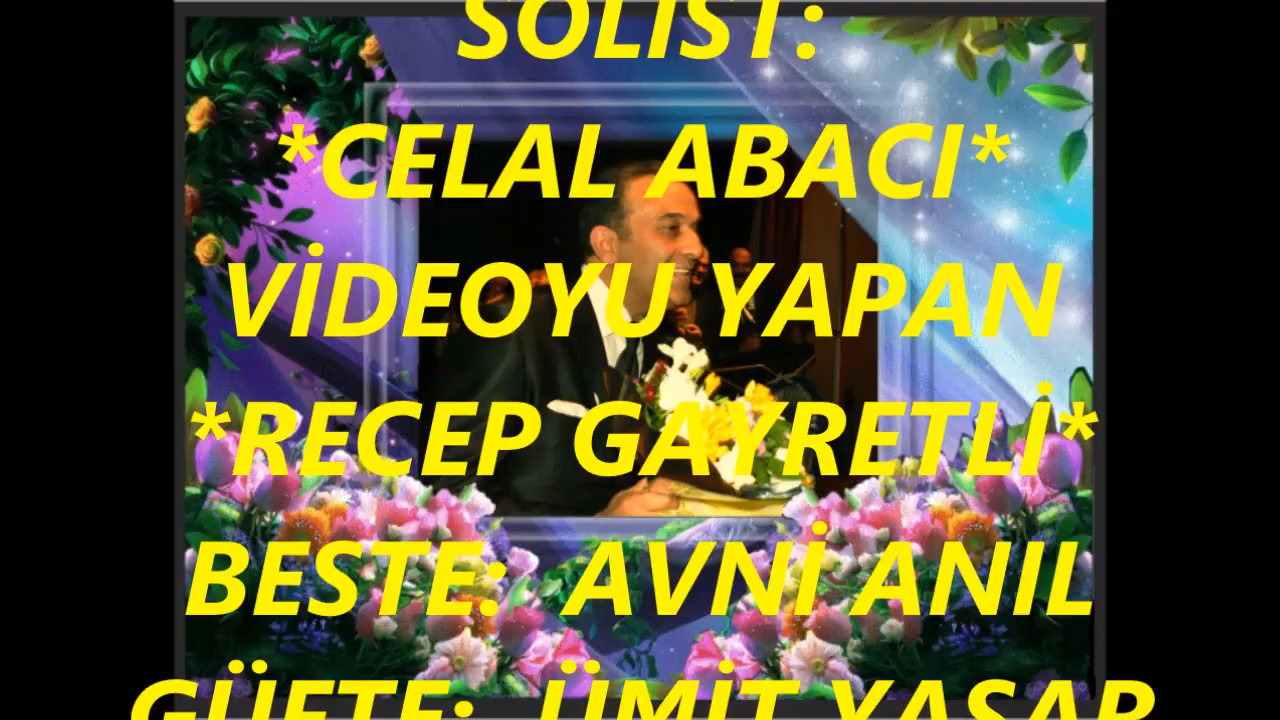 SOLİST:
*CELAL ABACI*
VİDEOYU YAPAN
*RECEP GAYRETLİ*
BESTE: AVNİ ANIL
GÜFTE: ÜMİT YAŞAR